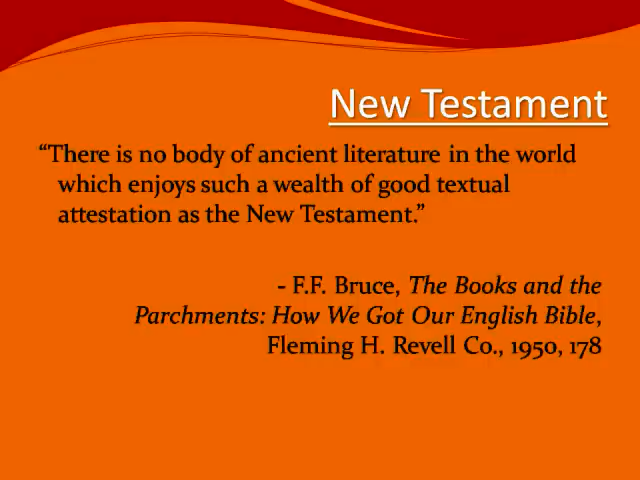 New Testament
“There is no body of ancient literature in the world
which enjoys such a wealth of good textual
attestation as the New Testament.”
- F.F. Bruce, The Books and the
Parchments: How We Got Our English Bible,
Fleming H. Revell Co., 1950, 178